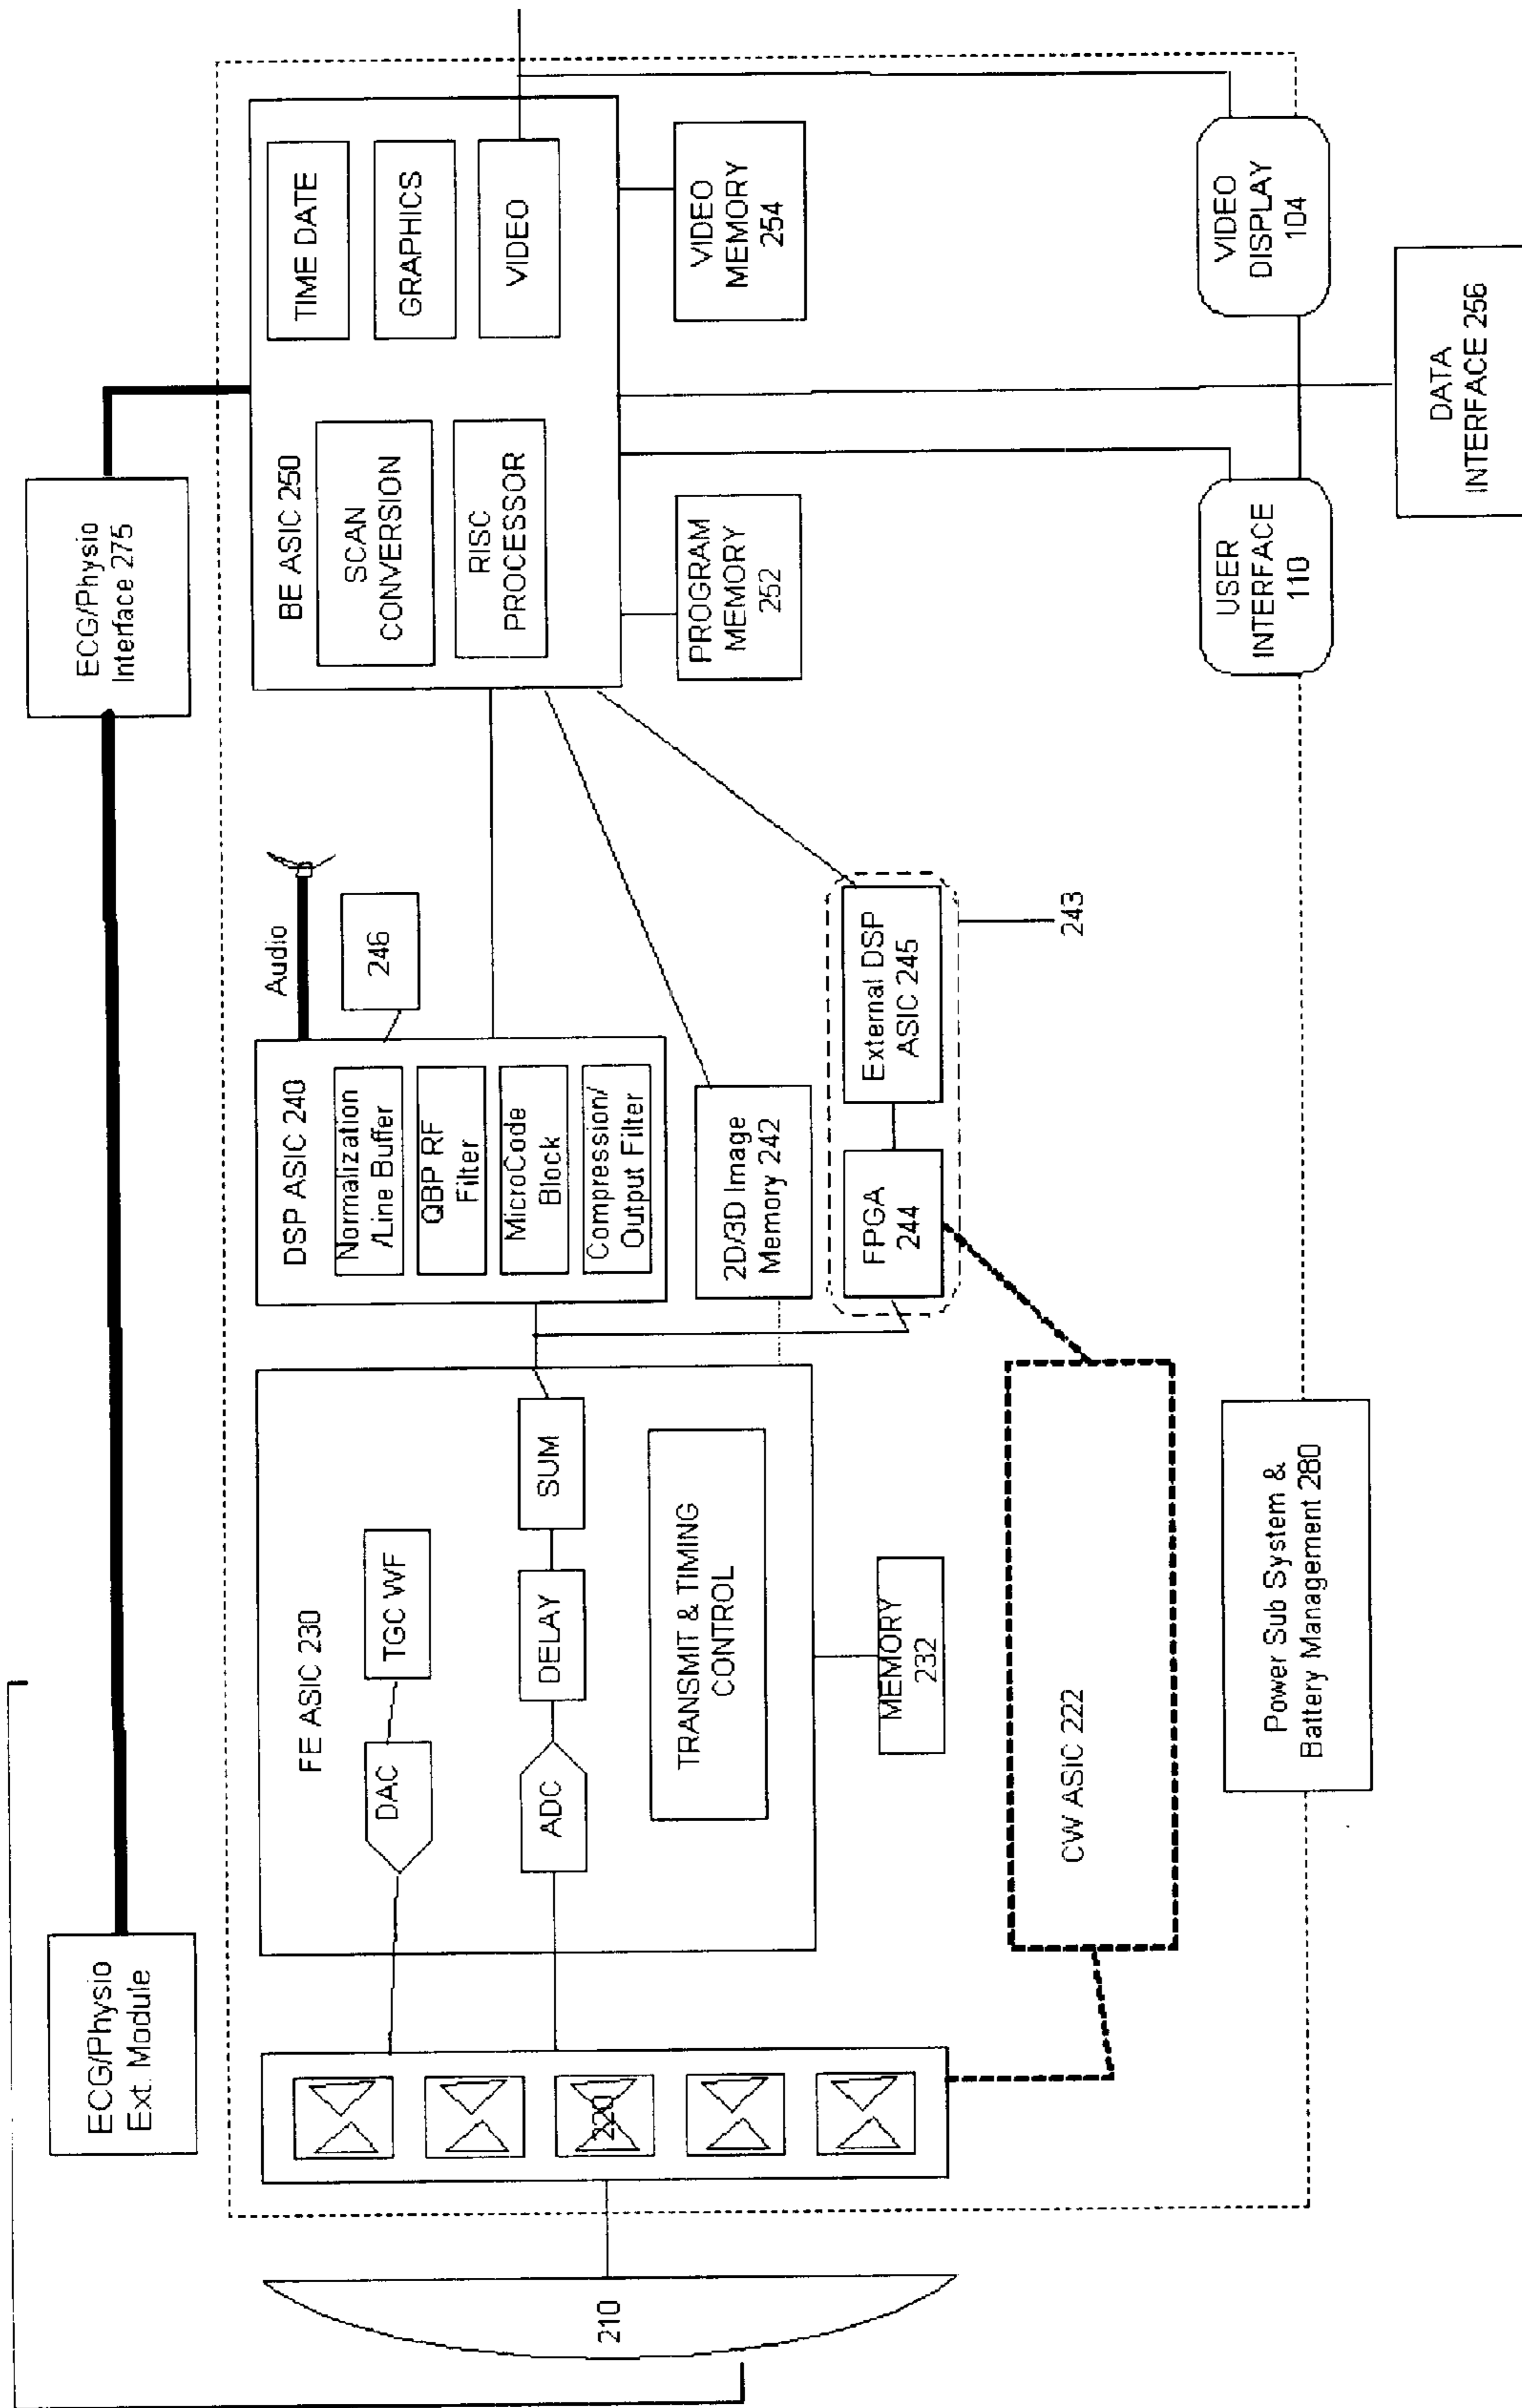 ECG/Physio
Ext. Module
ECG/Physio
Interface 275
210
220
FE ASIC 230
DAC
TGC WF
ADC
DELAY
SUM
TRANSMIT & TIMING
CONTROL
MEMORY
232
CW ASIC 222
Power Sub System &
Battery Management 280
DSP ASIC 240
Normalization
/Line Buffer
QBP RF
Filter
MicroCode
Block
Compression/
Output Filter
Audio
246
2D/3D Image
Memory 242
FPGA
244
External DSP
ASIC 245
243
BE ASIC 250
SCAN
CONVERSION
RISC
PROCESSOR
TIME DATE
GRAPHICS
VIDEO
PROGRAM
MEMORY
252
VIDEO
MEMORY
254
USER
INTERFACE
110
VIDEO
DISPLAY
104
DATA
INTERFACE 256